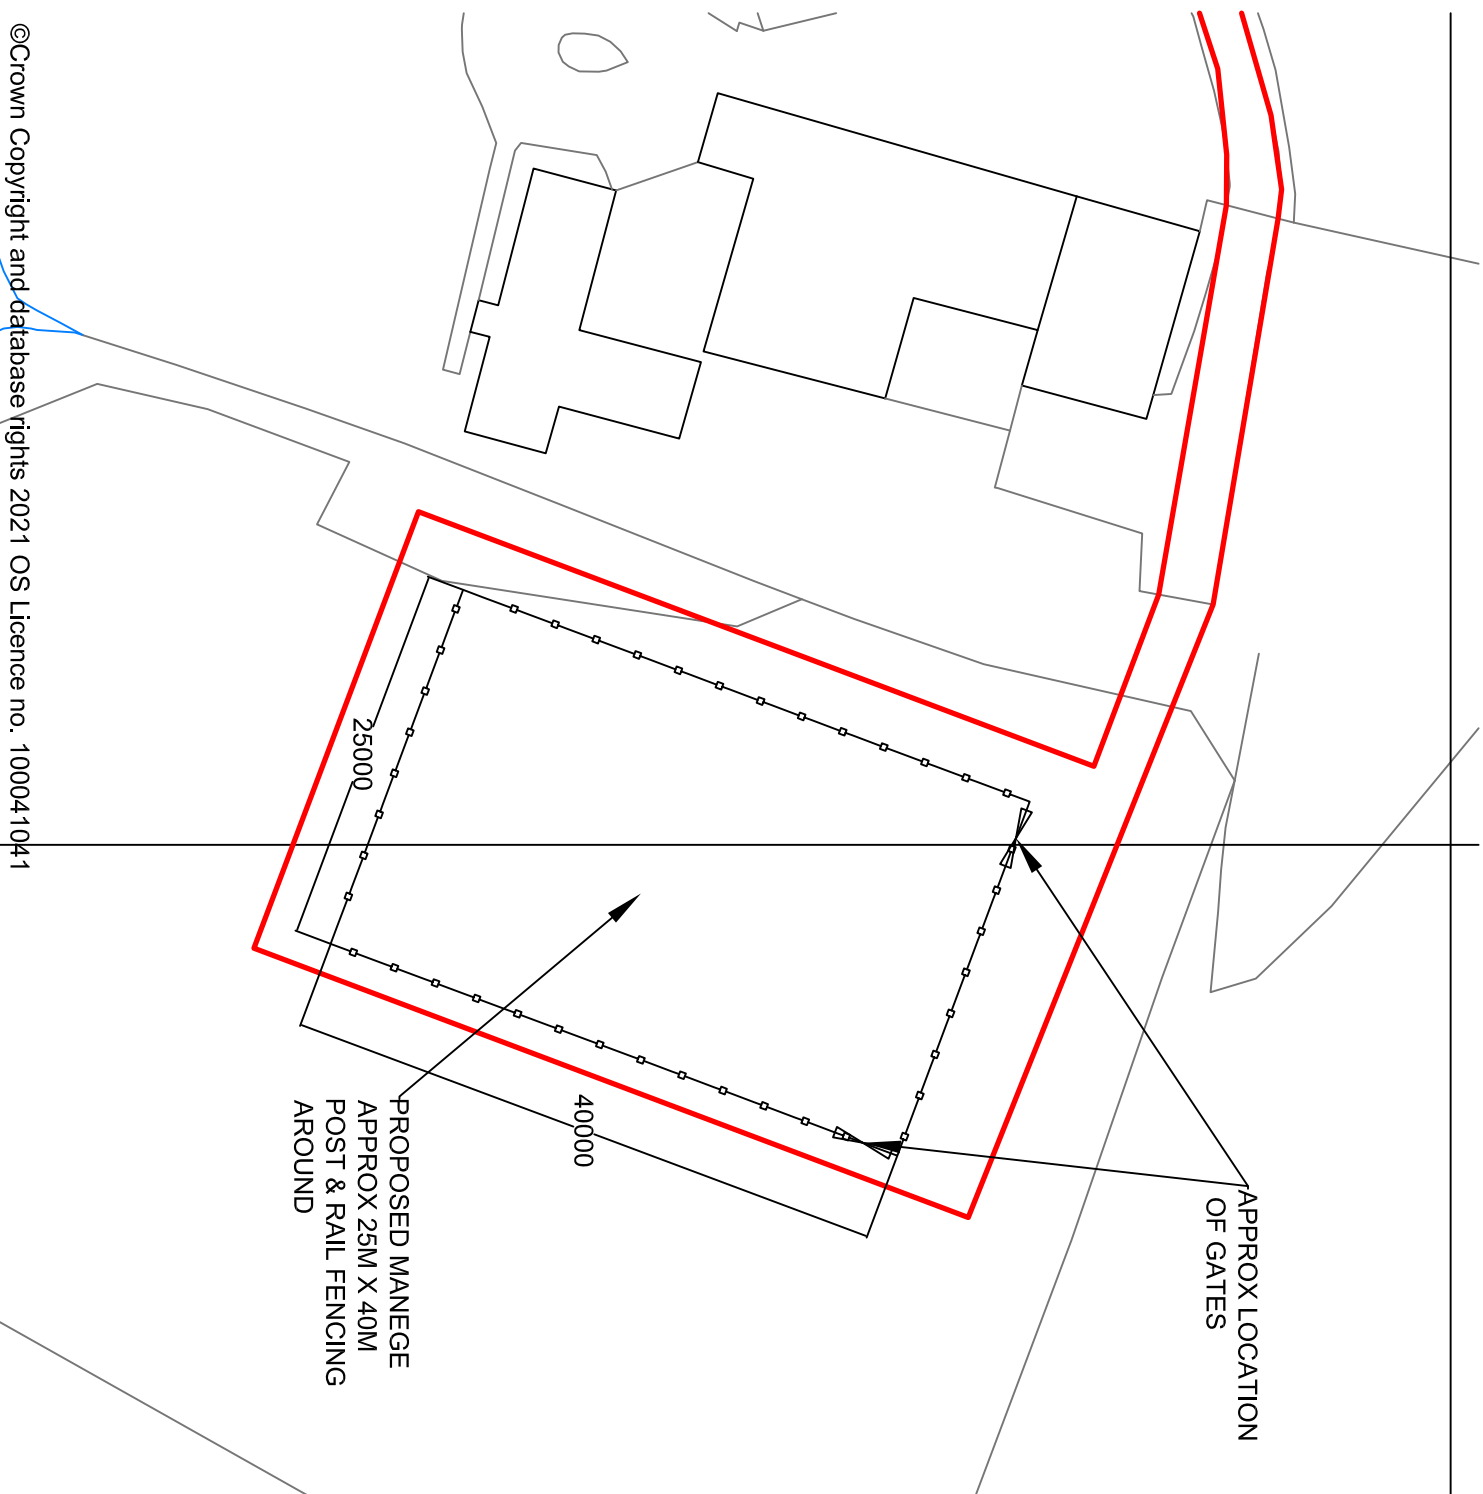 APPROX LOCATION
OF GATES
40000
25000
PROPOSED MANEGE
APPROX 25M X 40M
POST & RAIL FENCING
AROUND
©Crown Copyright and database rights 2021 OS Licence no. 100041041